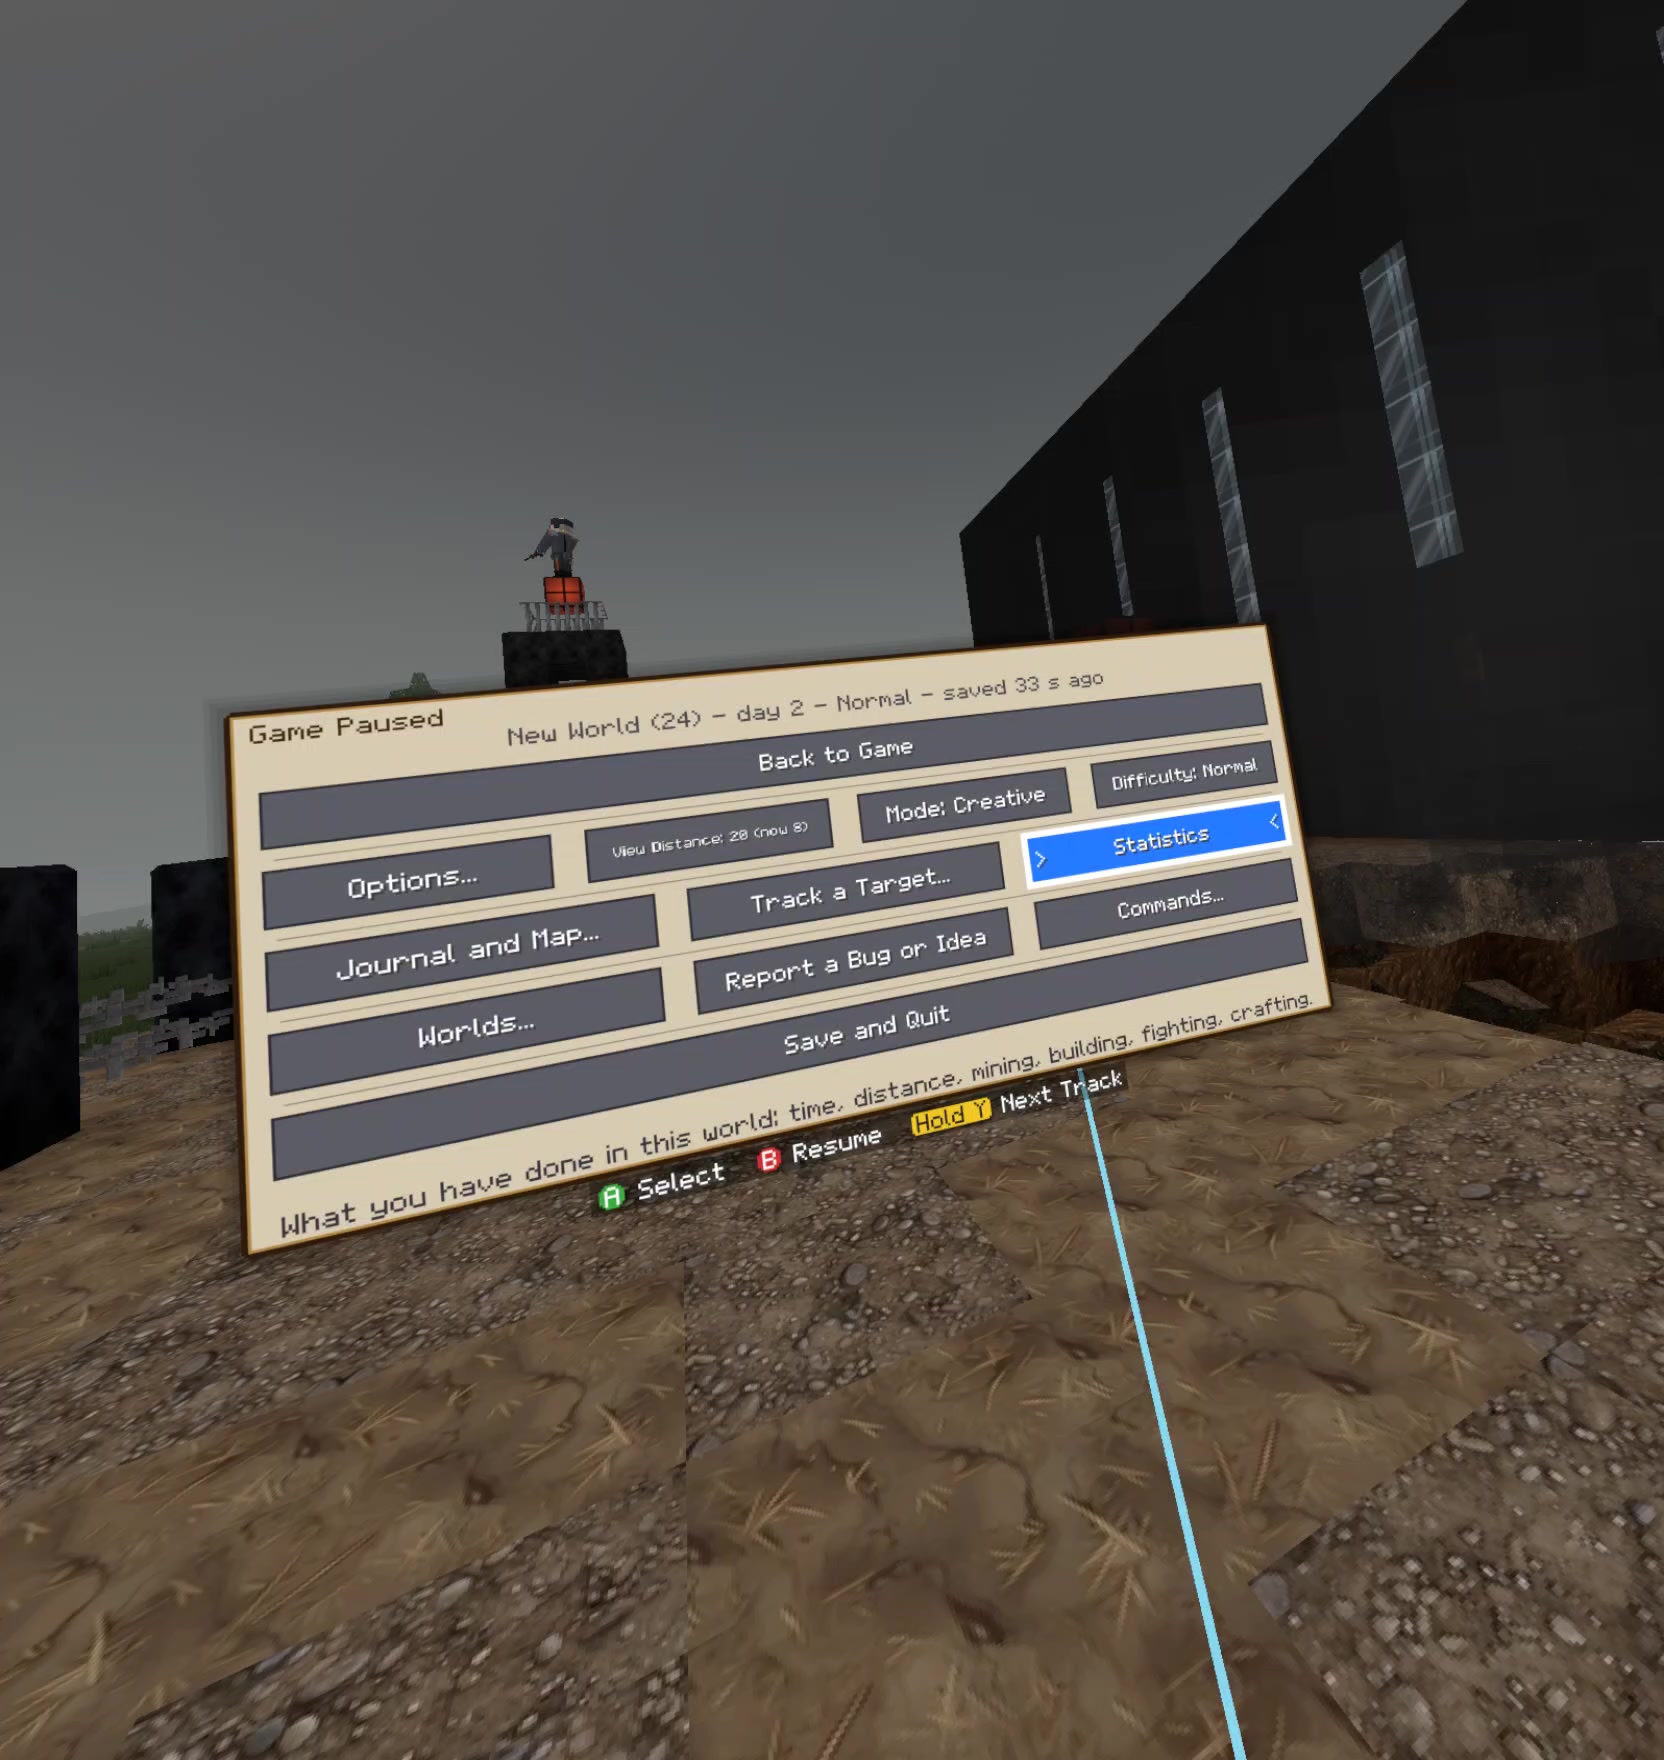 Game Paused
New World (24) - day 2 - Normal - saved 33 s ago
Back to Game
Options...
View Distance: 20 (now 8)
Mode: Creative
Difficulty: Normal
Journal and Map...
Track a Target...
> Statistics <
Worlds...
Report a Bug or Idea
Commands...
Save and Quit
What you have done in this world: time, distance, mining, building, fighting, crafting.
A Select B Resume Hold Y Next Track